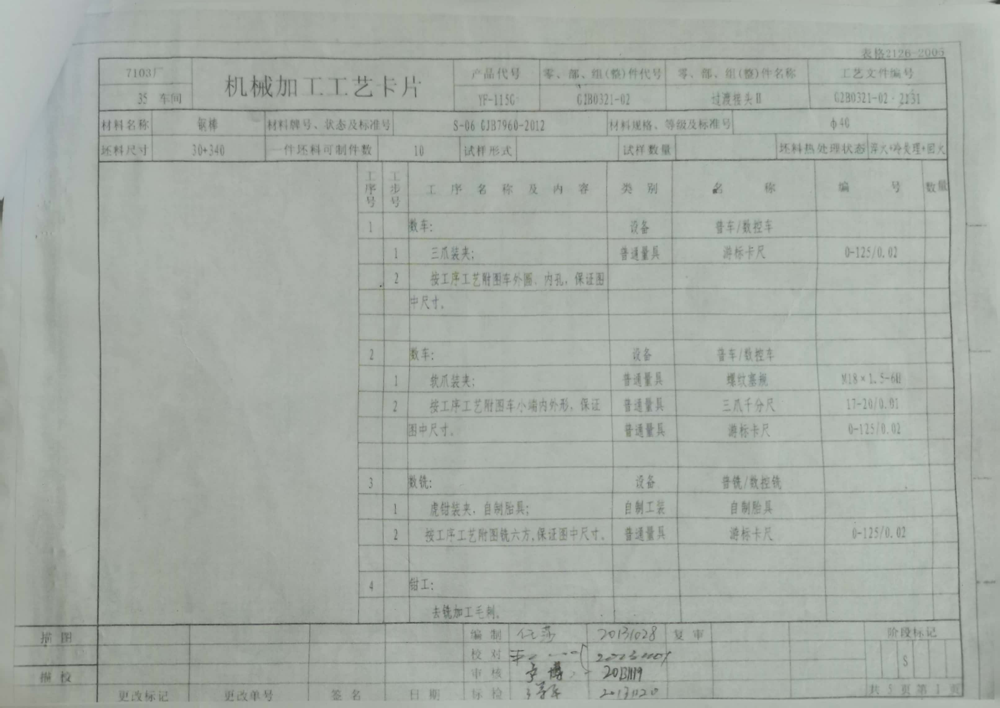 表格2126-2005
7103厂 机械加工工艺卡片 产品代号 零、部、组(整)件代号 零、部、组(整)件名称 工艺文件编号
35 车间 YF-115G G2B0321-02 过渡接头Ⅱ G2B0321-02·2131
材料名称 钢棒 材料牌号、状态及标准号 S-06 GJB7960-2012 材料规格、等级及标准号 φ40
坯料尺寸 30+340 一件坯料可制件数 10 试样形式 试样数量 坯料热处理状态 淬火+冷处理+回火
工序号 工步号 工序名称及内容 类别 名称 编号 数量
1 数车: 设备 普车/数控车
1 三爪装夹; 普通量具 游标卡尺 0-125/0.02
2 按工序工艺附图车外圆、内孔,保证图
中尺寸。
2 数车: 设备 普车/数控车
1 软爪装夹; 普通量具 螺纹塞规 M18×1.5-6H
2 按工序工艺附图车小端内外形,保证 普通量具 三爪千分尺 17-20/0.01
图中尺寸。 普通量具 游标卡尺 0-125/0.02
3 数铣: 设备 普铣/数控铣
1 虎钳装夹,自制胎具; 自制工装 自制胎具
2 按工序工艺附图铣六方,保证图中尺寸。 普通量具 游标卡尺 0-125/0.02
4 钳工:
去铣加工毛刺。
描图 编制 任莎 20131028 复审 阶段标记
校对
S
描校 审核 20131119
更改标记 更改单号 签名 日期 标检 20131120 共 5 页 第 1 页